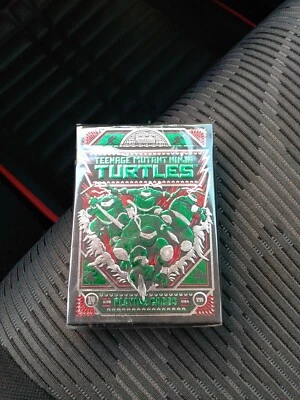 TEENAGE MUTANT NINJA
TURTLES
PLAYING CARDS